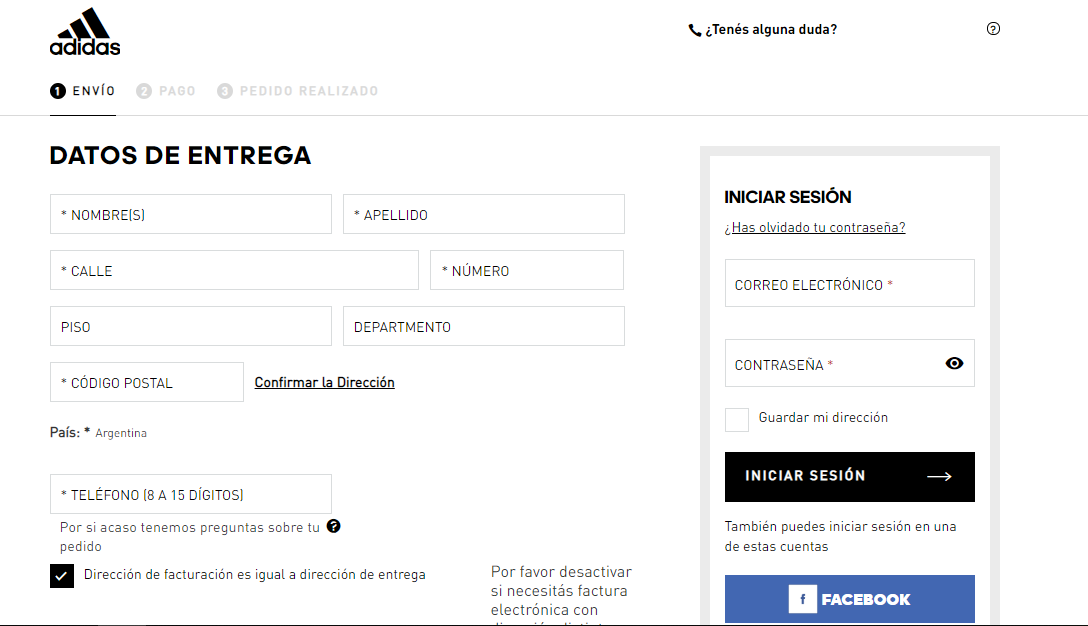 adidas
¿Tenés alguna duda?
?
1 ENVÍO 2 PAGO 3 PEDIDO REALIZADO
DATOS DE ENTREGA
* NOMBRE(S) * APELLIDO
* CALLE * NÚMERO
PISO DEPARTMENTO
* CÓDIGO POSTAL Confirmar la Dirección
País: * Argentina
* TELÉFONO (8 A 15 DÍGITOS)
Por si acaso tenemos preguntas sobre tu ?
pedido
Dirección de facturación es igual a dirección de entrega
Por favor desactivar
si necesitás factura
electrónica con
INICIAR SESIÓN
¿Has olvidado tu contraseña?
CORREO ELECTRÓNICO *
CONTRASEÑA *
Guardar mi dirección
INICIAR SESIÓN
También puedes iniciar sesión en una
de estas cuentas
f FACEBOOK